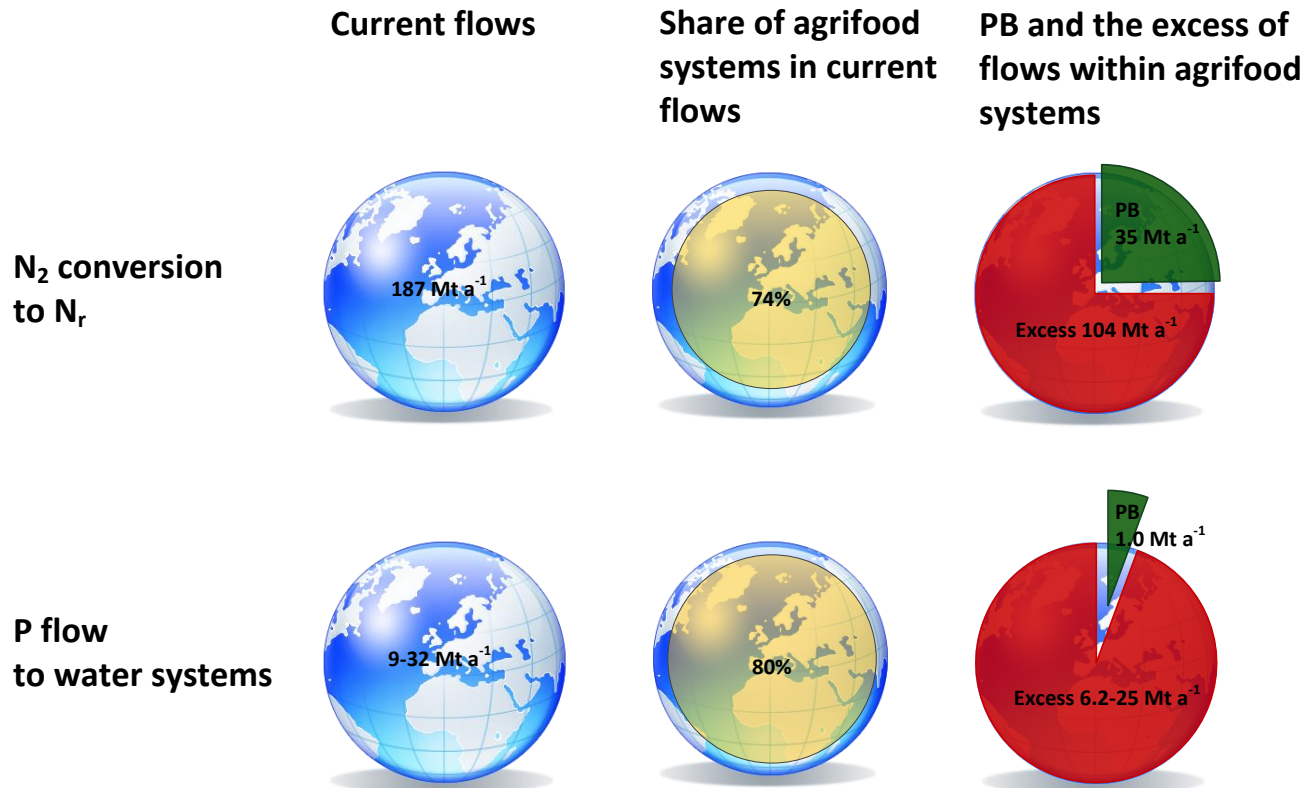 Current flows
Share of agrifood
systems in current
flows
PB and the excess of
flows within agrifood
systems
N₂ conversion
to Nᵣ
187 Mt a⁻¹
74%
PB
35 Mt a⁻¹
Excess 104 Mt a⁻¹
P flow
to water systems
9-32 Mt a⁻¹
80%
PB
1.0 Mt a⁻¹
Excess 6.2-25 Mt a⁻¹